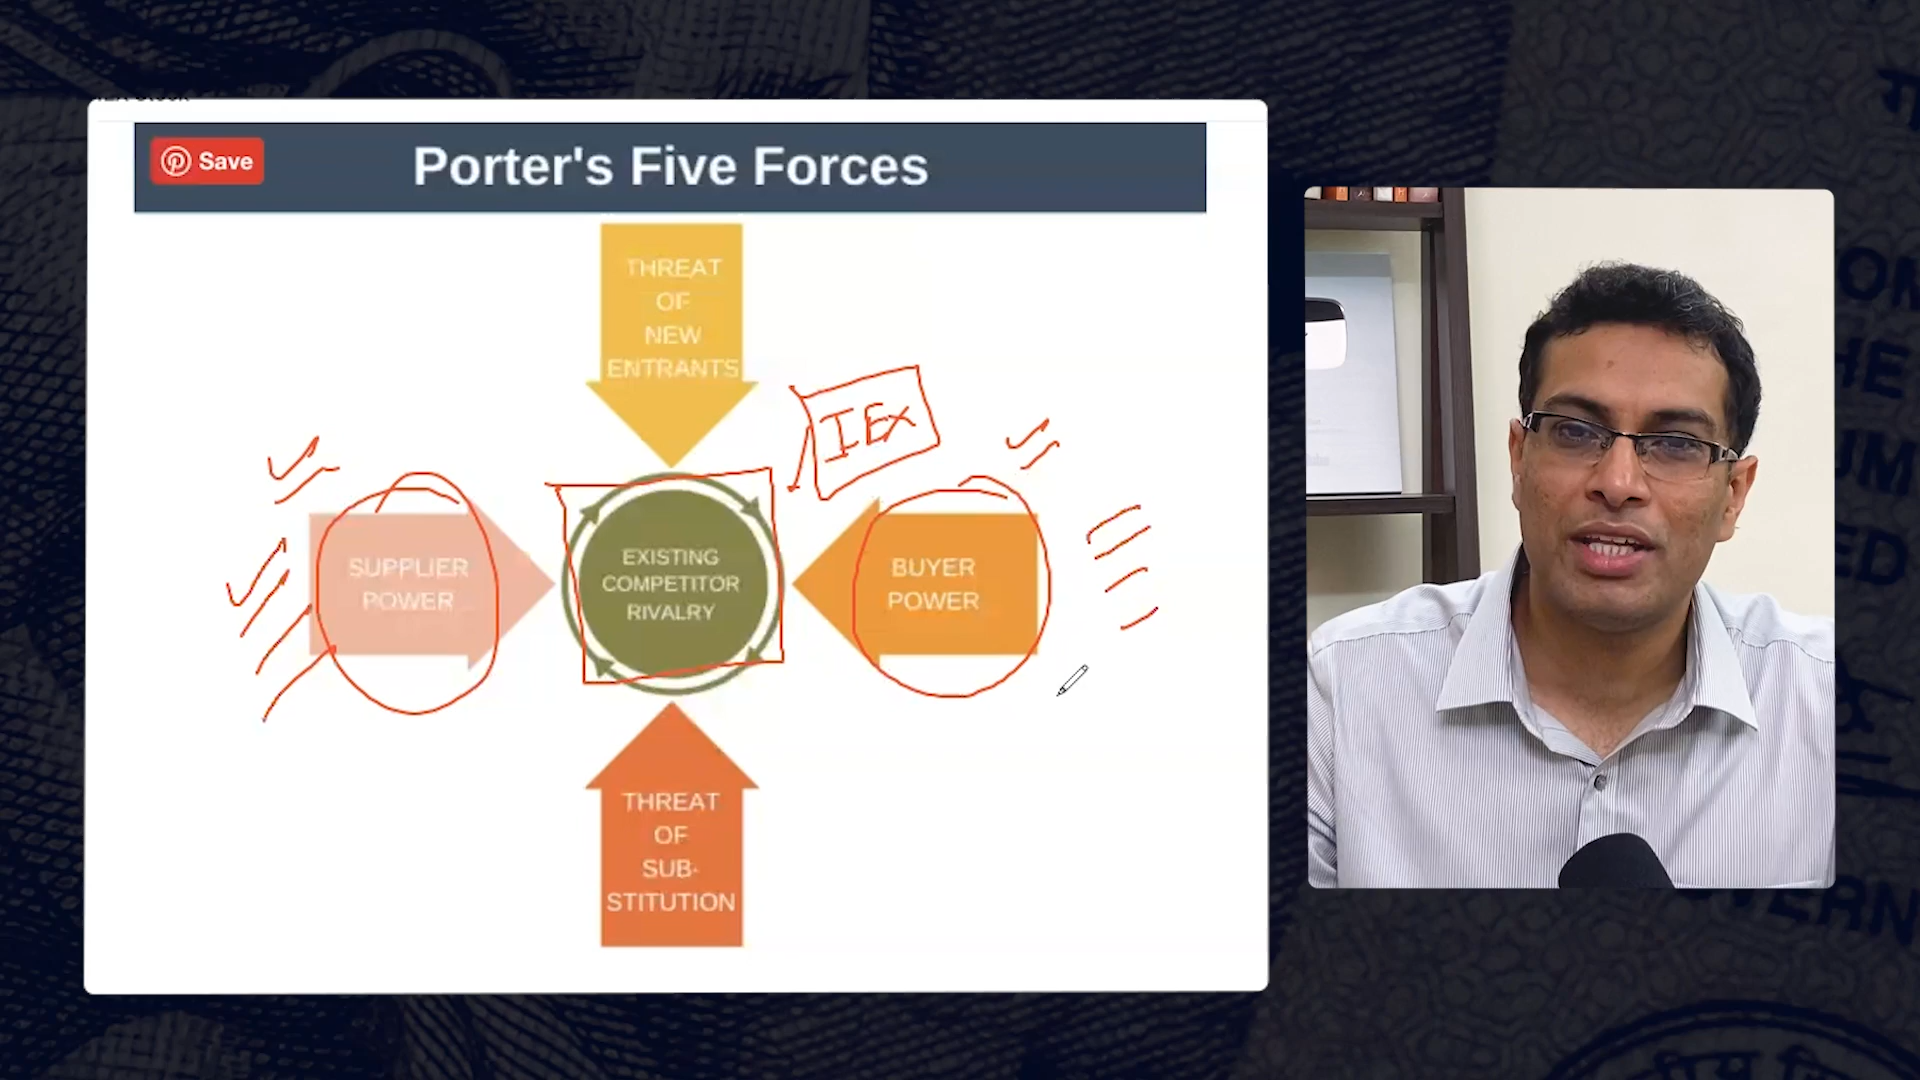 Save
Porter's Five Forces
THREAT
OF
NEW
ENTRANTS
IEX
SUPPLIER
POWER
EXISTING
COMPETITOR
RIVALRY
BUYER
POWER
THREAT
OF
SUB-
STITUTION